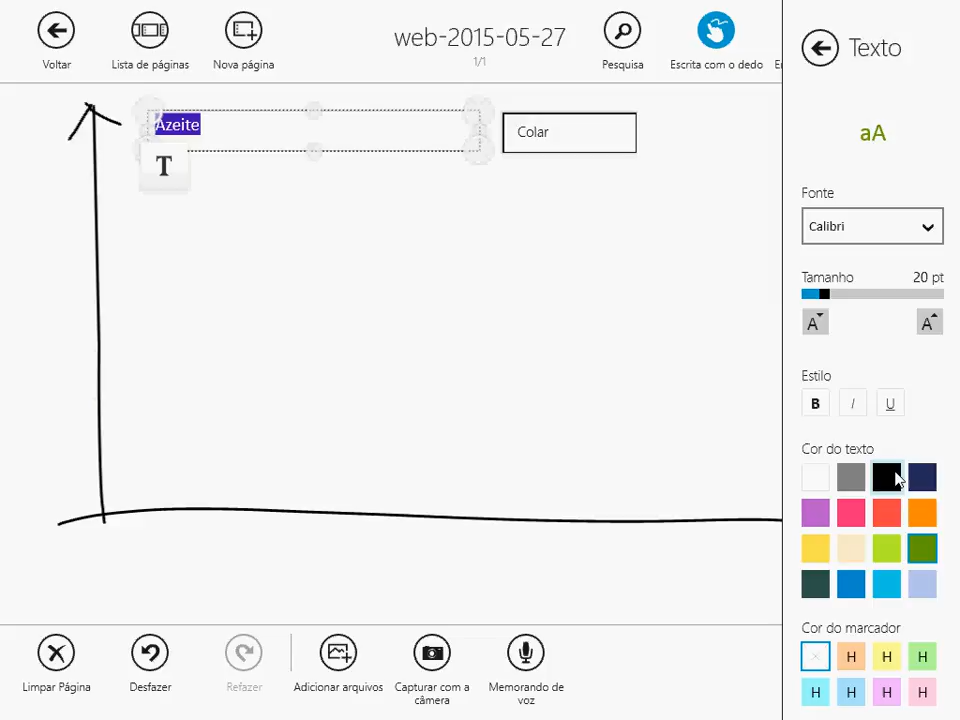 web-2015-05-27
1/1
Voltar
Lista de páginas
Nova página
Pesquisa
Escrita com o dedo
Texto
aA
Azeite
Colar
T
Fonte
Calibri
Tamanho 20 pt
A A
Estilo
B I U
Cor do texto
Cor do marcador
H H H
H H H H
Limpar Página
Desfazer
Refazer
Adicionar arquivos
Capturar com a
câmera
Memorando de
voz